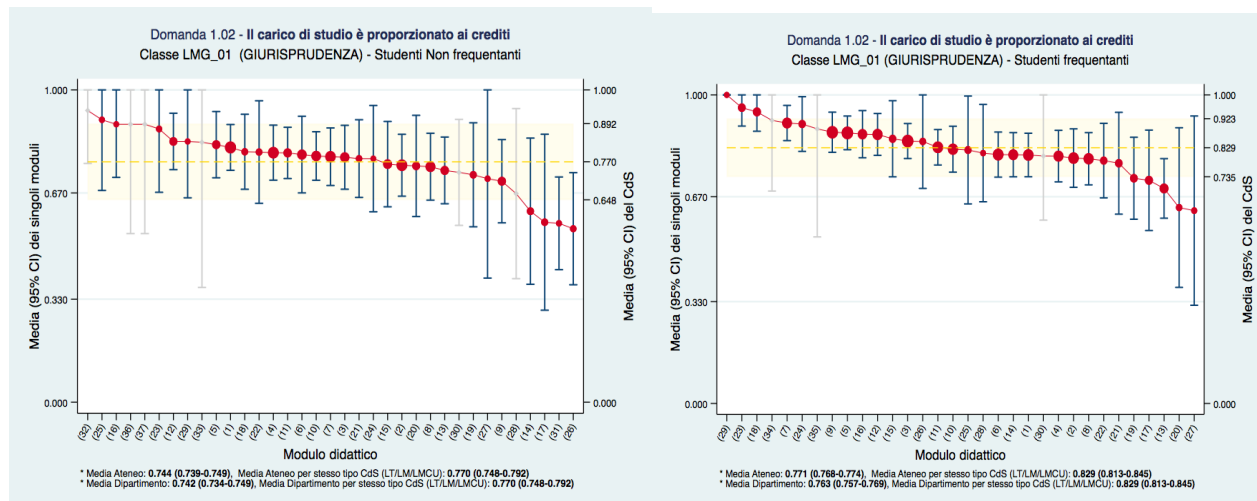 Domanda 1.02 - Il carico di studio è proporzionato ai crediti
Classe LMG_01 (GIURISPRUDENZA) - Studenti Non frequentanti
Media (95% CI) dei singoli moduli
1.000
0.670
0.330
0.000
1.000
0.892
0.770
0.648
0.000
Media (95% CI) del CdS
(32) (25) (16) (36) (37) (23) (12) (29) (33) (5) (1) (18) (22) (4) (11) (6) (10) (7) (3) (21) (24) (15) (2) (20) (8) (13) (30) (19) (27) (9) (28) (14) (17) (31) (26)
Modulo didattico
* Media Ateneo: 0.744 (0.739-0.749), Media Ateneo per stesso tipo CdS (LT/LM/LMCU): 0.770 (0.748-0.792)
* Media Dipartimento: 0.742 (0.734-0.749), Media Dipartimento per stesso tipo CdS (LT/LM/LMCU): 0.770 (0.748-0.792)
Domanda 1.02 - Il carico di studio è proporzionato ai crediti
Classe LMG_01 (GIURISPRUDENZA) - Studenti frequentanti
Media (95% CI) dei singoli moduli
1.000
0.670
0.330
0.000
1.000
0.923
0.829
0.735
0.000
Media (95% CI) del CdS
(29) (23) (18) (34) (7) (24) (35) (9) (5) (16) (12) (15) (3) (26) (11) (10) (25) (28) (6) (14) (1) (30) (4) (2) (8) (22) (21) (19) (17) (13) (20) (27)
Modulo didattico
* Media Ateneo: 0.771 (0.768-0.774), Media Ateneo per stesso tipo CdS (LT/LM/LMCU): 0.829 (0.813-0.845)
* Media Dipartimento: 0.763 (0.757-0.769), Media Dipartimento per stesso tipo CdS (LT/LM/LMCU): 0.829 (0.813-0.845)